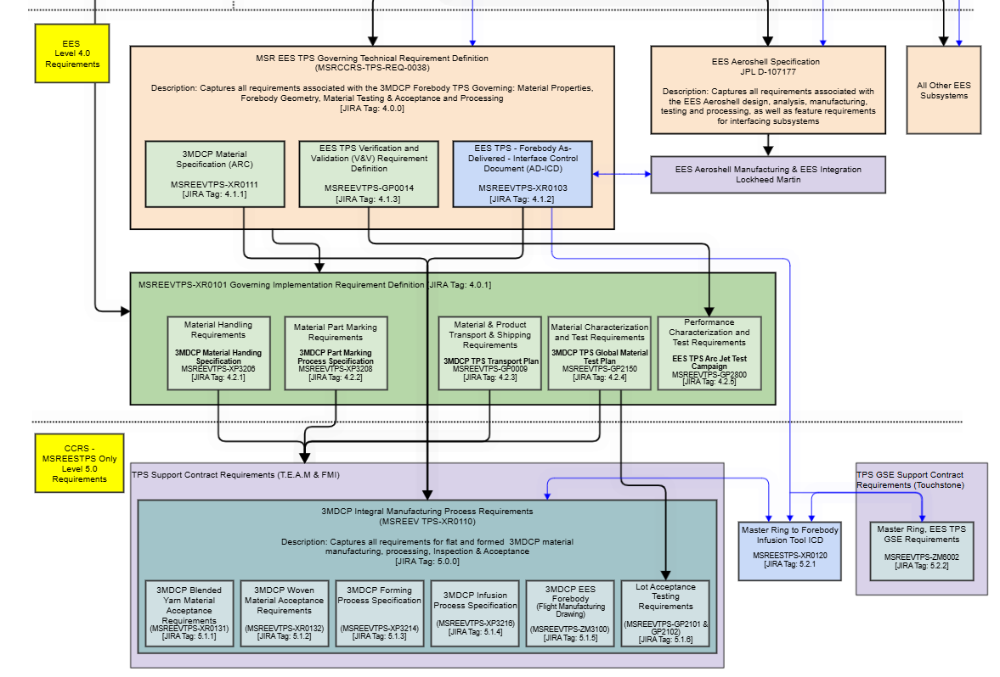 EES
Level 4.0
Requirements
MSR EES TPS Governing Technical Requirement Definition
(MSRCCRS-TPS-REQ-0038)
Description: Captures all requirements associated with the 3MDCP Forebody TPS Governing: Material Properties,
Forebody Geometry, Material Testing & Acceptance and Processing
[JIRA Tag: 4.0.0]
3MDCP Material
Specification (ARC)
MSREEVTPS-XR0111
[JIRA Tag: 4.1.1]
EES TPS Verification and
Validation (V&V) Requirement
Definition
MSREEVTPS-GP0014
[JIRA Tag: 4.1.3]
EES TPS - Forebody As-
Delivered - Interface Control
Document (AD-ICD)
MSREEVTPS-XR0103
[JIRA Tag: 4.1.2]
EES Aeroshell Specification
JPL D-107177
Description: Captures all requirements associated with
the EES Aeroshell design, analysis, manufacturing,
testing and processing, as well as feature requirements
for interfacing subsystems
All Other EES
Subsystems
EES Aeroshell Manufacturing & EES Integration
Lockheed Martin
MSREEVTPS-XR0101 Governing Implementation Requirement Definition [JIRA Tag: 4.0.1]
Material Handling
Requirements
3MDCP Material Handing
Specification
MSREEVTPS-XP3206
[JIRA Tag: 4.2.1]
Material Part Marking
Requirements
3MDCP Part Marking
Process Specification
MSREEVTPS-XP3208
[JIRA Tag: 4.2.2]
Material & Product
Transport & Shipping
Requirements
3MDCP TPS Transport Plan
MSREEVTPS-GP0009
[JIRA Tag: 4.2.3]
Material Characterization
and Test Requirements
3MDCP TPS Global Material
Test Plan
MSREEVTPS-GP2150
[JIRA Tag: 4.2.4]
Performance
Characterization and
Test Requirements
EES TPS Arc Jet Test
Campaign
MSREEVTPS-GP2800
[JIRA Tag: 4.2.5]
CCRS -
MSREESTPS Only
Level 5.0
Requirements
TPS Support Contract Requirements (T.E.A.M & FMI)
3MDCP Integral Manufacturing Process Requirements
(MSREEV TPS-XR0110)
Description: Captures all requirements for flat and formed 3MDCP material
manufacturing, processing, Inspection & Acceptance
[JIRA Tag: 5.0.0]
3MDCP Blended
Yarn Material
Acceptance
Requirements
(MSREEVTPS-XR0131)
[JIRA Tag: 5.1.1]
3MDCP Woven
Material Acceptance
Requirements
(MSREEVTPS-XR0132)
[JIRA Tag: 5.1.2]
3MDCP Forming
Process Specification
(MSREEVTPS-XP3214)
[JIRA Tag: 5.1.3]
3MDCP Infusion
Process Specification
(MSREEVTPS-XP3216)
[JIRA Tag: 5.1.4]
3MDCP EES
Forebody
(Flight Manufacturing
Drawing)
(MSREEVTPS-ZM3100)
[JIRA Tag: 5.1.5]
Lot Acceptance
Testing
Requirements
(MSREEVTPS-GP2101 &
GP2102)
[JIRA Tag: 5.1.6]
Master Ring to Forebody
Infusion Tool ICD
MSREESTPS-XR0120
[JIRA Tag: 5.2.1
TPS GSE Support Contract
Requirements (Touchstone)
Master Ring, EES TPS
GSE Requirements
MSREEVTPS-ZM6002
[JIRA Tag: 5.2.2]